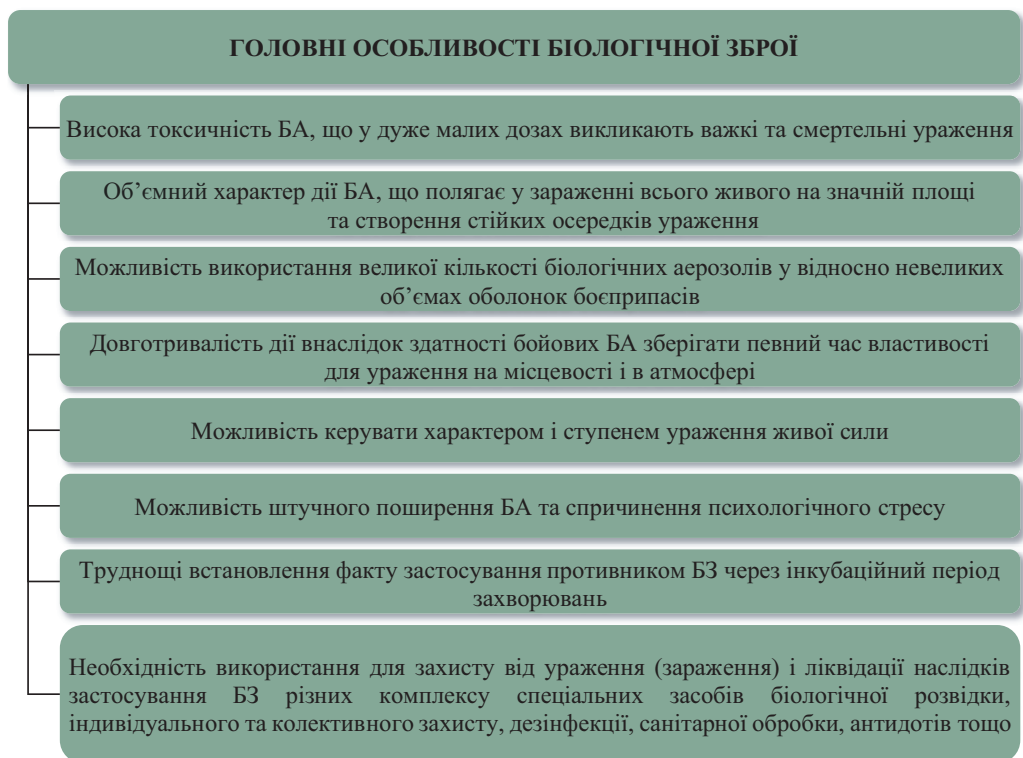 ГОЛОВНІ ОСОБЛИВОСТІ БІОЛОГІЧНОЇ ЗБРОЇ
Висока токсичність БА, що у дуже малих дозах викликають важкі та смертельні ураження
Об’ємний характер дії БА, що полягає у зараженні всього живого на значній площі
та створення стійких осередків ураження
Можливість використання великої кількості біологічних аерозолів у відносно невеликих
об’ємах оболонок боєприпасів
Довготривалість дії внаслідок здатності бойових БА зберігати певний час властивості
для ураження на місцевості і в атмосфері
Можливість керувати характером і ступенем ураження живої сили
Можливість штучного поширення БА та спричинення психологічного стресу
Труднощі встановлення факту застосування противником БЗ через інкубаційний період
захворювань
Необхідність використання для захисту від ураження (зараження) і ліквідації наслідків
застосування БЗ різних комплексу спеціальних засобів біологічної розвідки,
індивідуального та колективного захисту, дезінфекції, санітарної обробки, антидотів тощо